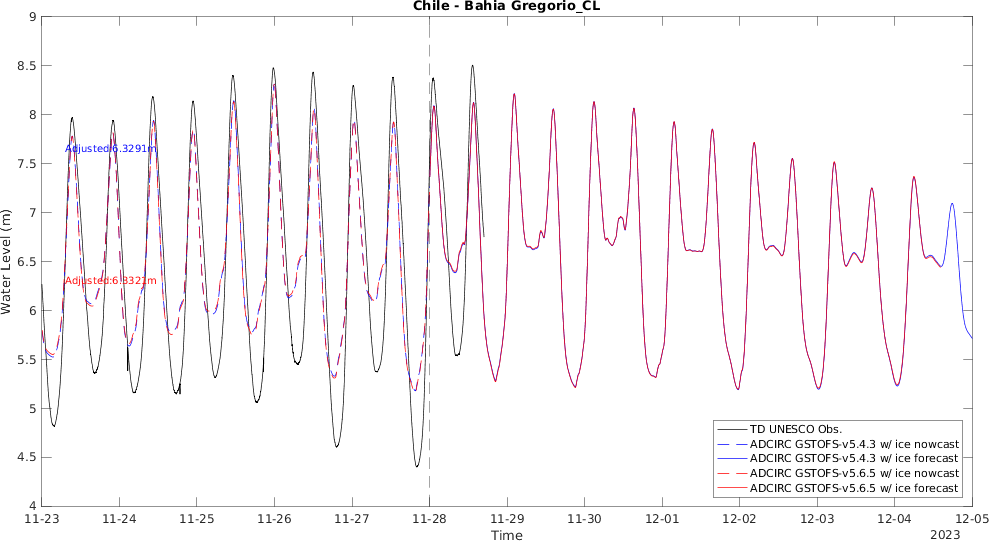 Chile - Bahia Gregorio_CL
9
8.5
8
7.5
7
6.5
6
5.5
5
4.5
4
Water Level (m)
Adjusted:6.3291m
Adjusted:6.3321m
TD UNESCO Obs.
ADCIRC GSTOFS-v5.4.3 w/ ice nowcast
ADCIRC GSTOFS-v5.4.3 w/ ice forecast
ADCIRC GSTOFS-v5.6.5 w/ ice nowcast
ADCIRC GSTOFS-v5.6.5 w/ ice forecast
11-23 11-24 11-25 11-26 11-27 11-28 11-29 11-30 12-01 12-02 12-03 12-04 12-05
Time
2023